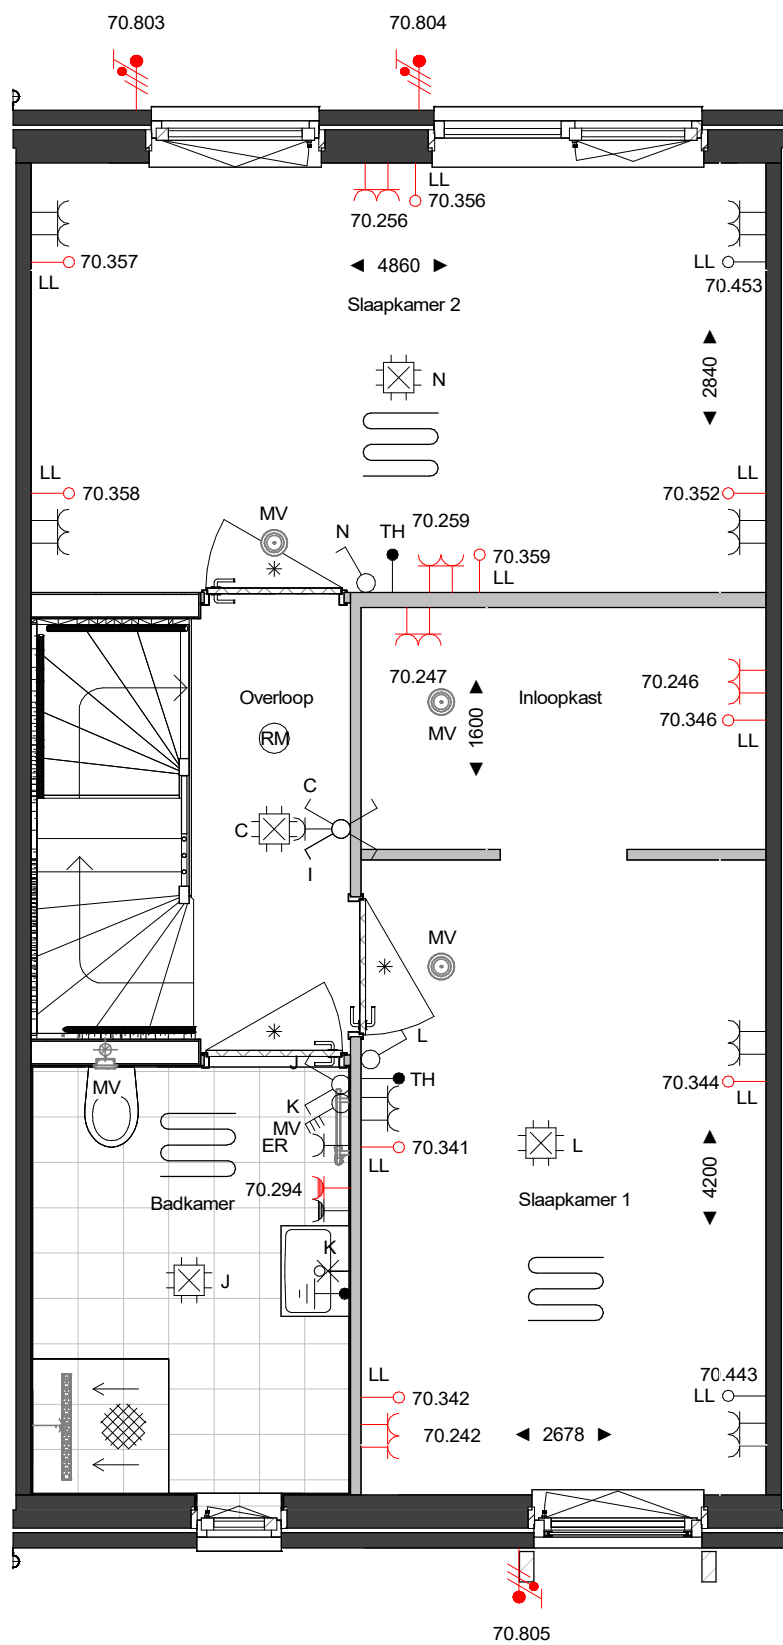 70.803
70.804
LL
70.356
70.256
70.357
LL
4860
LL
70.453
Slaapkamer 2
2840
N
LL
70.358
LL
70.352
MV
N
TH
70.259
70.359
LL
70.247
70.246
Overloop
MV
1600
Inloopkast
70.346
LL
RM
C
C
I
MV
L
MV
J
TH
70.344
LL
K
MV
ER
70.341
LL
L
4200
70.294
Badkamer
Slaapkamer 1
K
J
LL
70.342
70.443
LL
70.242
2678
70.805